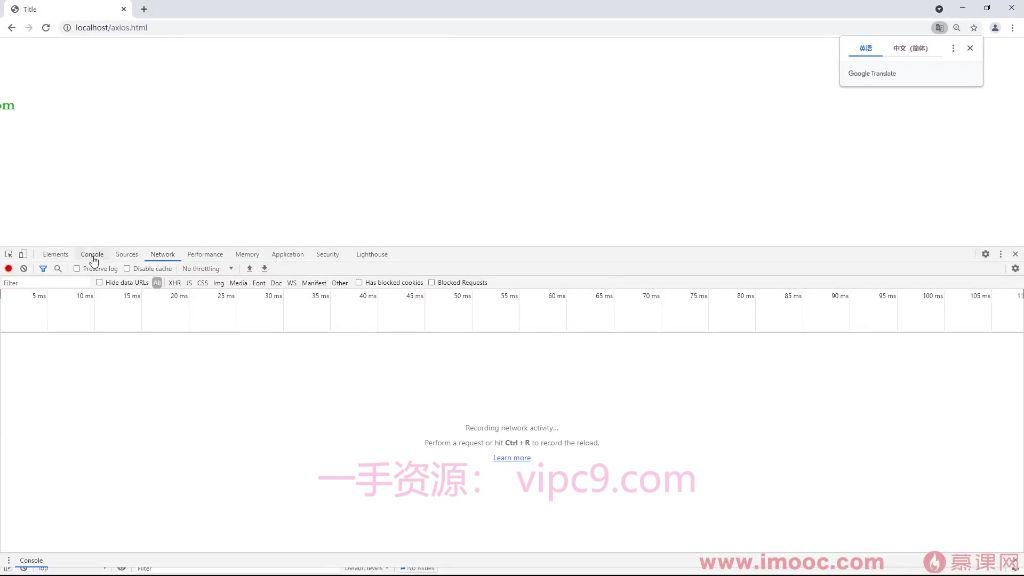 Title
localhost/axios.html
英语 中文（简体）
Google Translate
om
Elements Console Sources Network Performance Memory Application Security Lighthouse
Preserve log Disable cache No throttling
Filter Hide data URLs All XHR JS CSS Img Media Font Doc WS Manifest Other Has blocked cookies Blocked Requests
5 ms 10 ms 15 ms 20 ms 25 ms 30 ms 35 ms 40 ms 45 ms 50 ms 55 ms 60 ms 65 ms 70 ms 75 ms 80 ms 85 ms 90 ms 95 ms 100 ms 105 ms
Recording network activity...
Perform a request or hit Ctrl + R to record the reload.
Learn more
一手资源： vipc9.com
Console
www.imooc.com 慕课网
top Filter Default levels No Issues